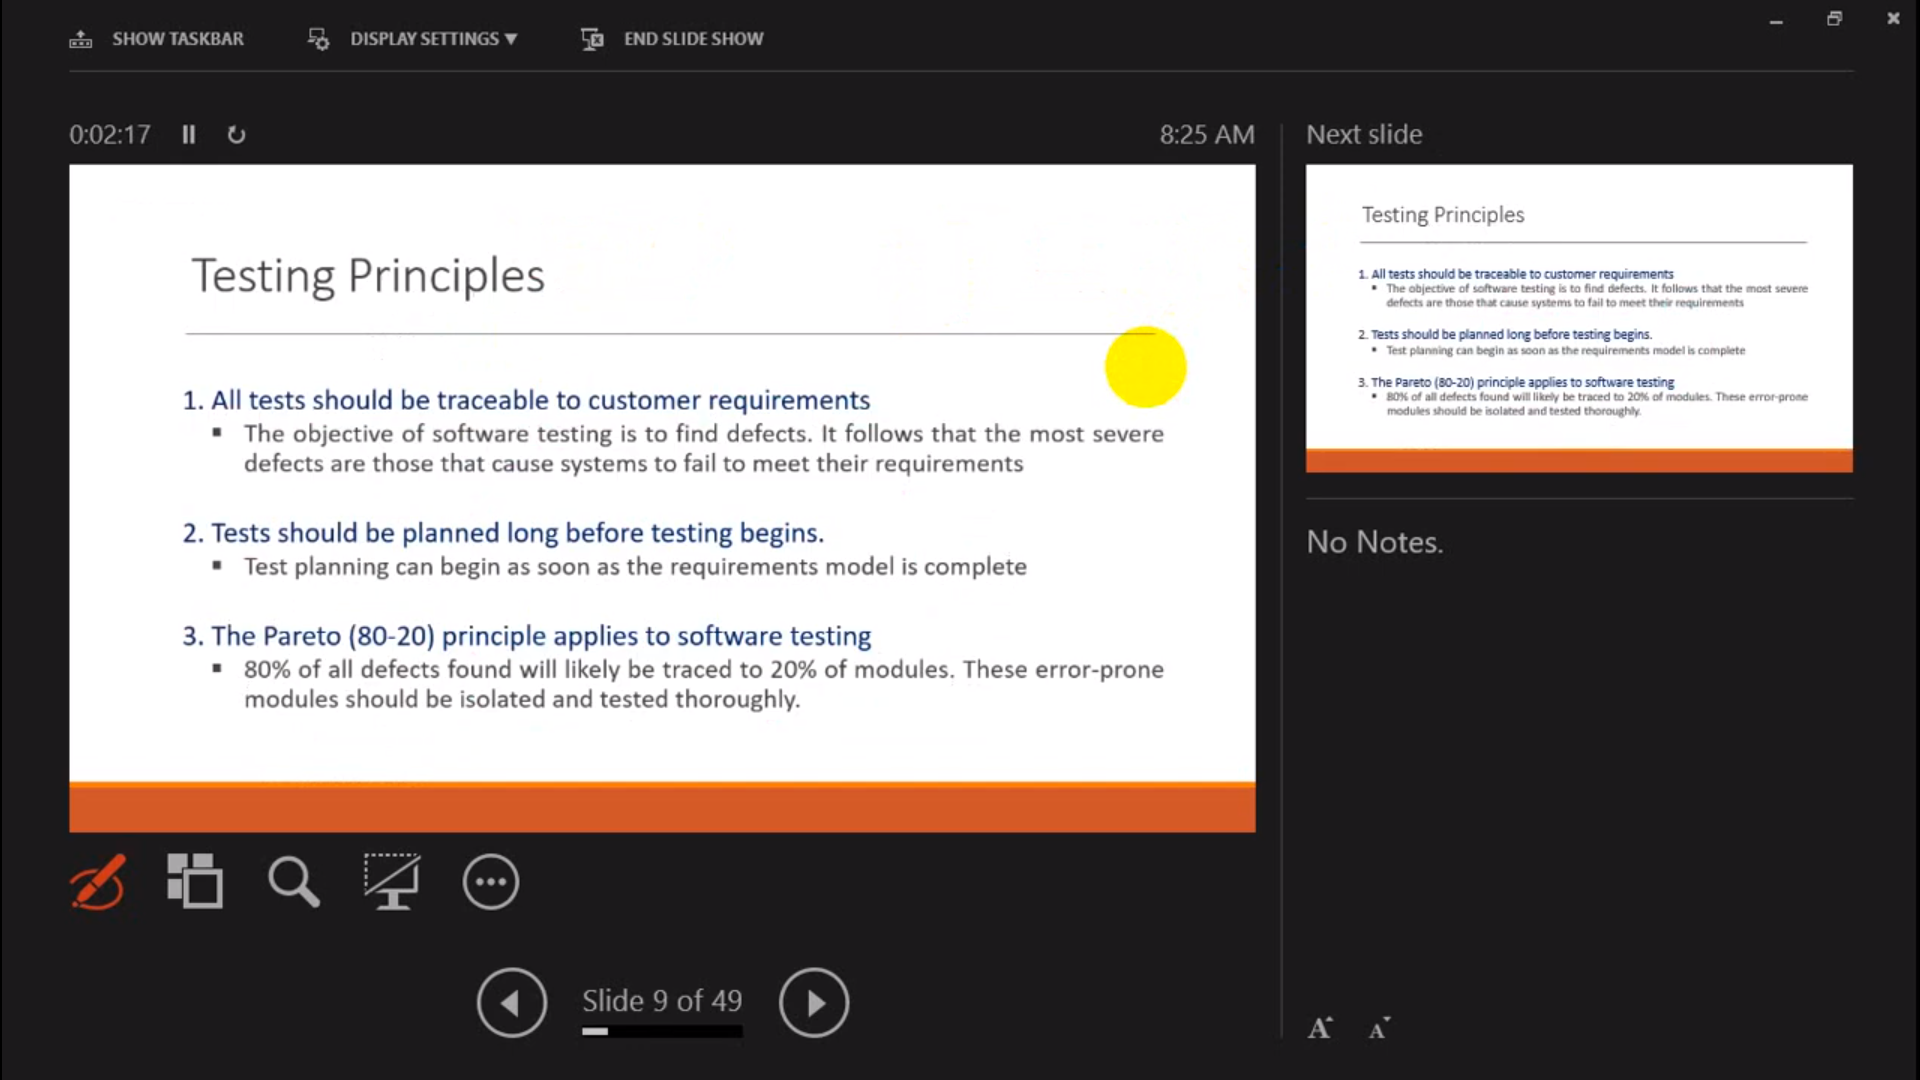 SHOW TASKBAR
DISPLAY SETTINGS ▼
END SLIDE SHOW
0:02:17
8:25 AM
Testing Principles
1. All tests should be traceable to customer requirements
▪ The objective of software testing is to find defects. It follows that the most severe
defects are those that cause systems to fail to meet their requirements
2. Tests should be planned long before testing begins.
▪ Test planning can begin as soon as the requirements model is complete
3. The Pareto (80-20) principle applies to software testing
▪ 80% of all defects found will likely be traced to 20% of modules. These error-prone
modules should be isolated and tested thoroughly.
Slide 9 of 49
Next slide
Testing Principles
1. All tests should be traceable to customer requirements
▪ The objective of software testing is to find defects. It follows that the most severe
defects are those that cause systems to fail to meet their requirements
2. Tests should be planned long before testing begins.
▪ Test planning can begin as soon as the requirements model is complete
3. The Pareto (80-20) principle applies to software testing
▪ 80% of all defects found will likely be traced to 20% of modules. These error-prone
modules should be isolated and tested thoroughly.
No Notes.
A A